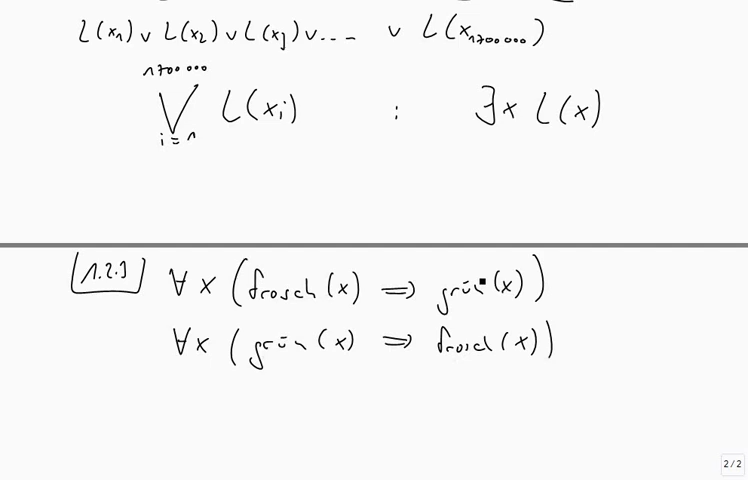 L(x₁) ∨ L(x₂) ∨ L(x₃) ∨ ... ∨ L(x₁₇₀₀₀₀₀)
1700000
⋁ L(xᵢ) : ∃x L(x)
i=1
1.2.3 ∀x (frosch(x) ⇒ grün(x))
∀x (grün(x) ⇒ frosch(x))
2/2